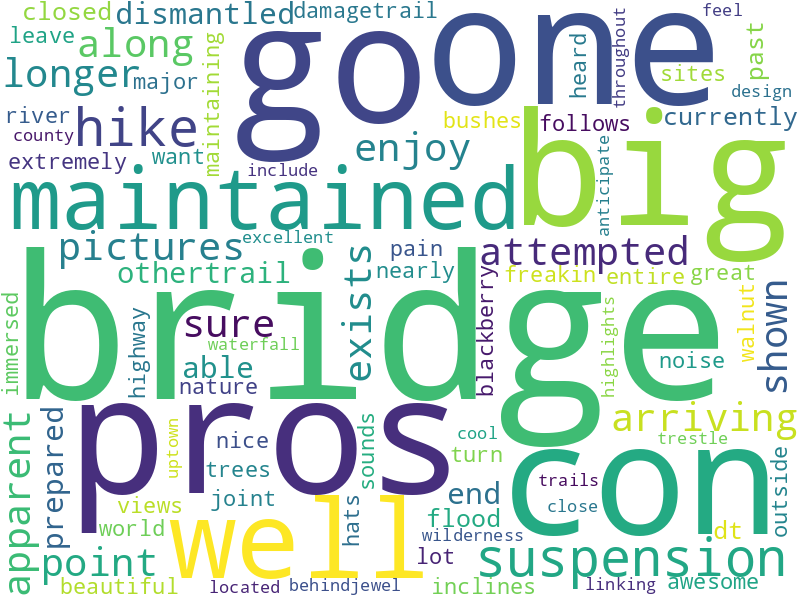 closed
dismantled
damagetrail
go
one
feel
leave
along
longer
major
maintaining
heard
throughout
sites
past
design
river
county
hike
big
bushes
follows
currently
extremely
want
include
enjoy
anticipate
maintained
pictures
excellent
pain
nearly
attempted
othertrail
freakin
entire
great
immersed
bridge
highway
sure
waterfall
able
nature
exists
blackberry
highlights
walnut
shown
noise
pros
arriving
apparent
prepared
uptown
nice
trees
sounds
cool
turn
con
trestle
outside
views
joint
end
trails
world
well
hats
flood
wilderness
close
dt
point
lot
suspension
beautiful
located
behindjewel
inclines
linking
awesome